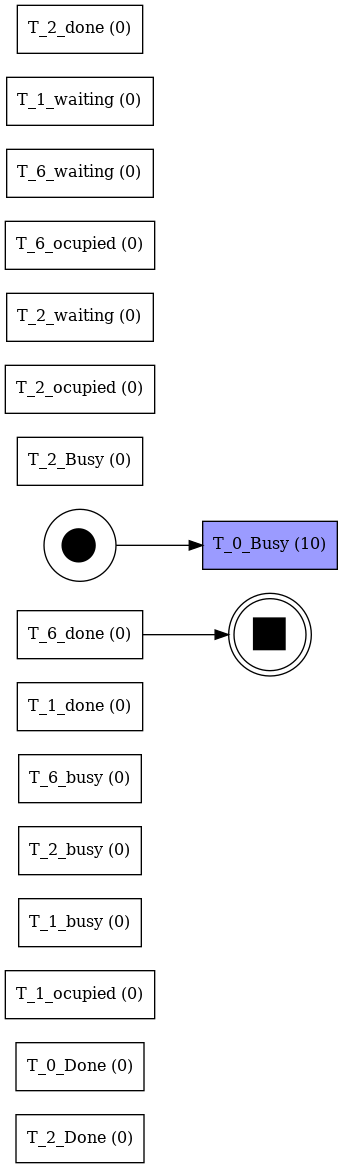 T_2_done (0)
T_1_waiting (0)
T_6_waiting (0)
T_6_ocupied (0)
T_2_waiting (0)
T_2_ocupied (0)
T_2_Busy (0)
T_0_Busy (10)
T_6_done (0)
T_1_done (0)
T_6_busy (0)
T_2_busy (0)
T_1_busy (0)
T_1_ocupied (0)
T_0_Done (0)
T_2_Done (0)